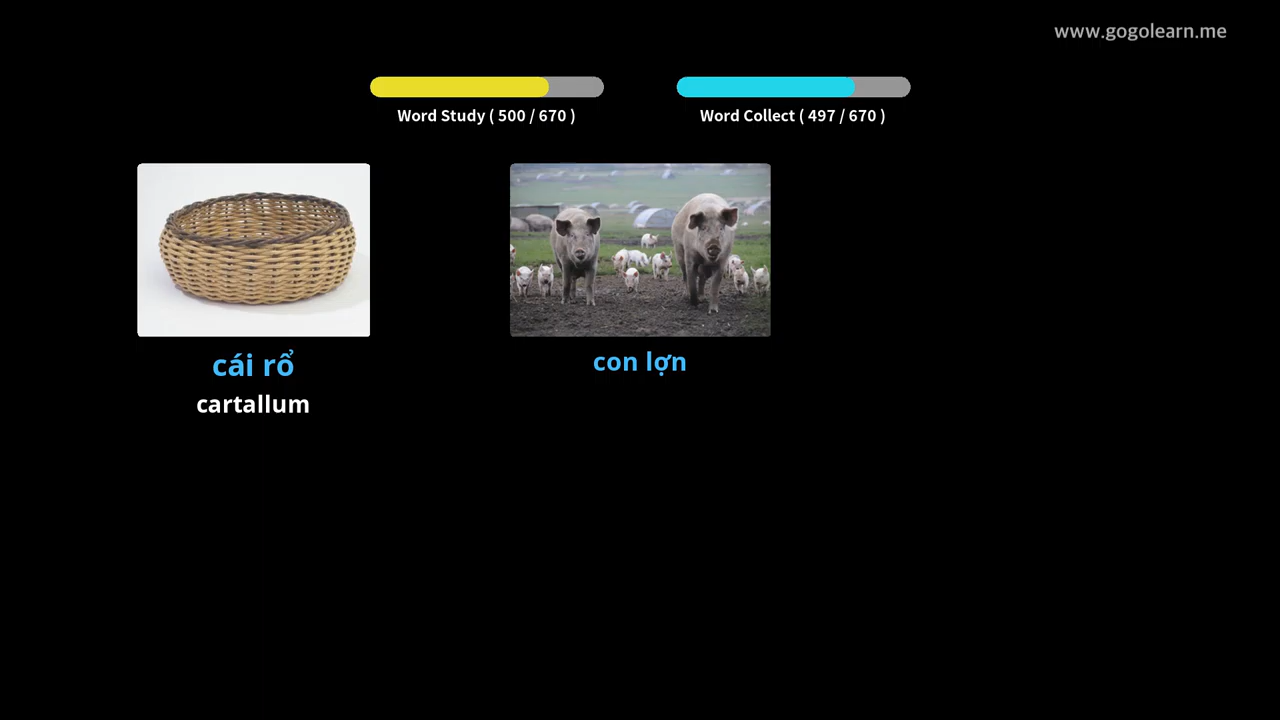 www.gogolearn.me
Word Study ( 500 / 670 )
Word Collect ( 497 / 670 )
cái rổ
cartallum
con lợn